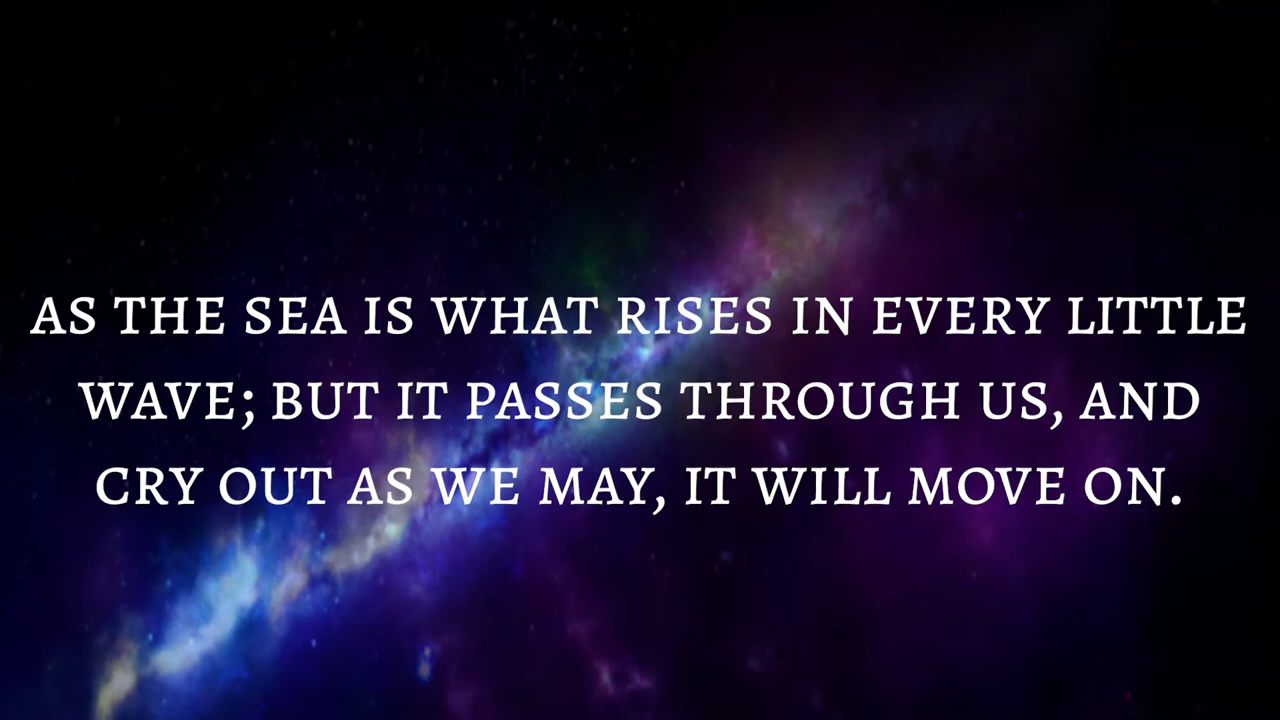 AS THE SEA IS WHAT RISES IN EVERY LITTLE
WAVE; BUT IT PASSES THROUGH US, AND
CRY OUT AS WE MAY, IT WILL MOVE ON.